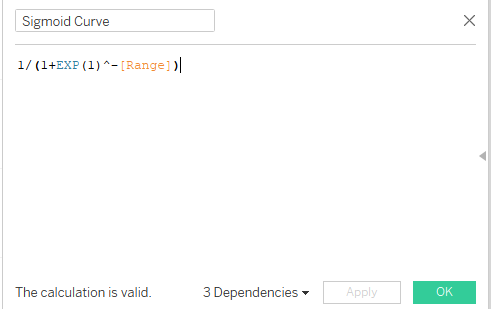 Sigmoid Curve
1/(1+EXP(1)^-[Range])
The calculation is valid.
3 Dependencies
Apply
OK